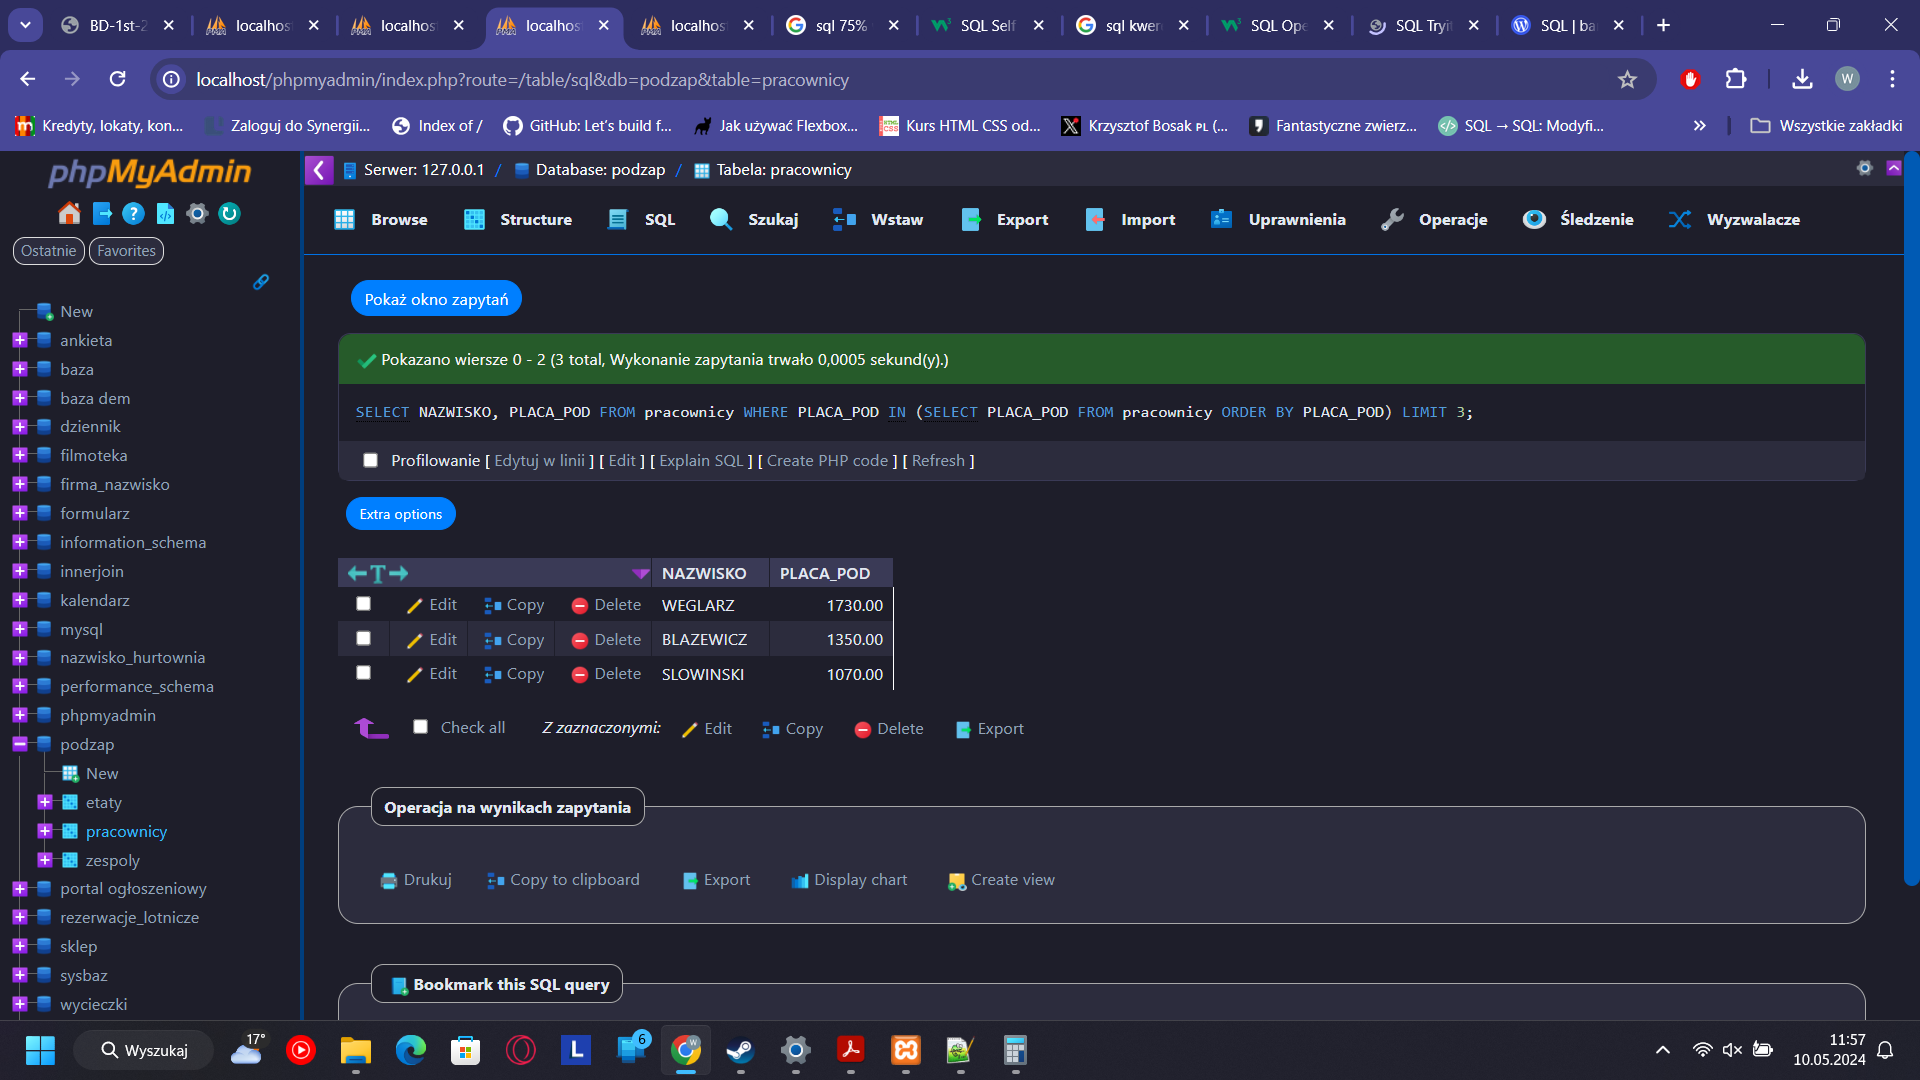 BD-1st-2
localhost
localhost
localhost
localhost
sql 75%
SQL Self
sql kwer
SQL Ope
SQL Tryit
SQL | ba
localhost/phpmyadmin/index.php?route=/table/sql&db=podzap&table=pracownicy
W
Kredyty, lokaty, kon...
Zaloguj do Synergii...
Index of /
GitHub: Let's build f...
Jak używać Flexbox...
Kurs HTML CSS od...
Krzysztof Bosak PL (...
Fantastyczne zwierz...
SQL → SQL: Modyfi...
Wszystkie zakładki
phpMyAdmin
Ostatnie
Favorites
New
ankieta
baza
baza dem
dziennik
filmoteka
firma_nazwisko
formularz
information_schema
innerjoin
kalendarz
mysql
nazwisko_hurtownia
performance_schema
phpmyadmin
podzap
New
etaty
pracownicy
zespoly
portal ogłoszeniowy
rezerwacje_lotnicze
sklep
sysbaz
wycieczki
Serwer: 127.0.0.1 / Database: podzap / Tabela: pracownicy
Browse
Structure
SQL
Szukaj
Wstaw
Export
Import
Uprawnienia
Operacje
Śledzenie
Wyzwalacze
Pokaż okno zapytań
Pokazano wiersze 0 - 2 (3 total, Wykonanie zapytania trwało 0,0005 sekund(y).)
SELECT NAZWISKO, PLACA_POD FROM pracownicy WHERE PLACA_POD IN (SELECT PLACA_POD FROM pracownicy ORDER BY PLACA_POD) LIMIT 3;
Profilowanie [ Edytuj w linii ] [ Edit ] [ Explain SQL ] [ Create PHP code ] [ Refresh ]
Extra options
←T→ NAZWISKO PLACA_POD
Edit Copy Delete WEGLARZ 1730.00
Edit Copy Delete BLAZEWICZ 1350.00
Edit Copy Delete SLOWINSKI 1070.00
Check all Z zaznaczonymi: Edit Copy Delete Export
Operacja na wynikach zapytania
Drukuj Copy to clipboard Export Display chart Create view
Bookmark this SQL query
Wyszukaj
17°
L
6
W
11:57
10.05.2024